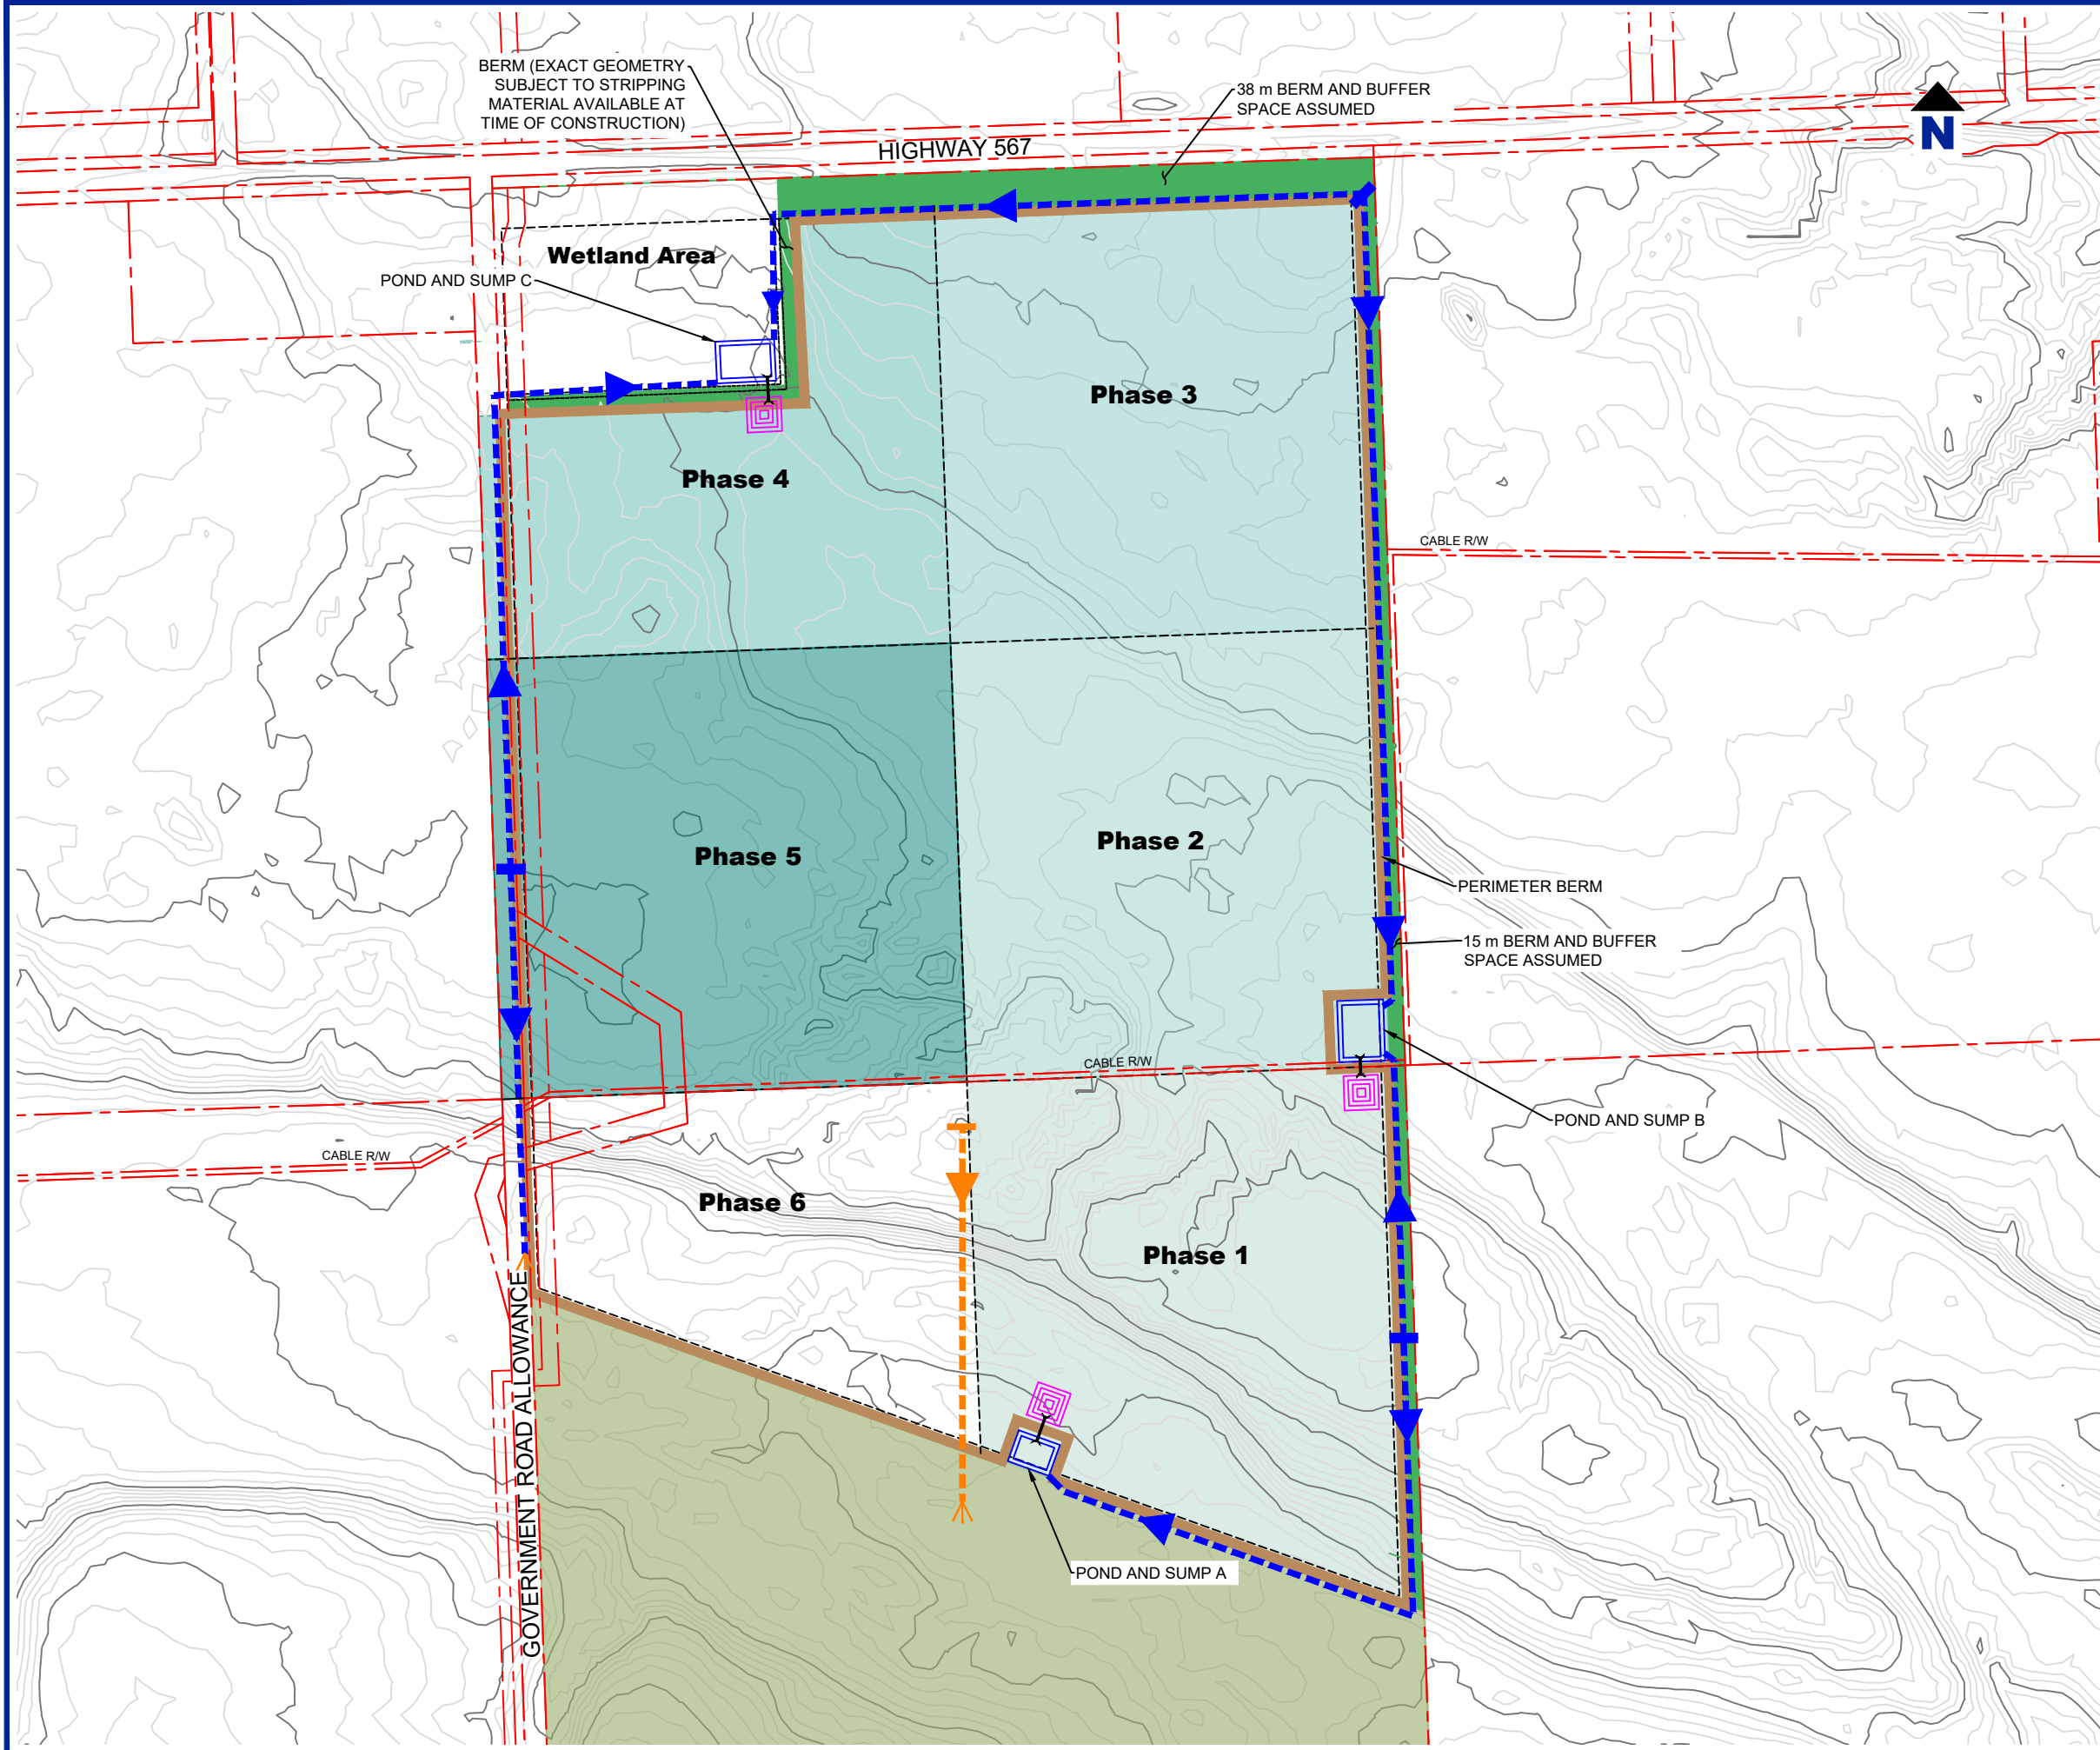 BERM (EXACT GEOMETRY
SUBJECT TO STRIPPING
MATERIAL AVAILABLE AT
TIME OF CONSTRUCTION)
38 m BERM AND BUFFER
SPACE ASSUMED
N
HIGHWAY 567
Wetland Area
POND AND SUMP C
Phase 3
Phase 4
CABLE R/W
Phase 2
Phase 5
PERIMETER BERM
15 m BERM AND BUFFER
SPACE ASSUMED
CABLE R/W
POND AND SUMP B
CABLE R/W
Phase 6
Phase 1
GOVERNMENT ROAD ALLOWANCE
POND AND SUMP A